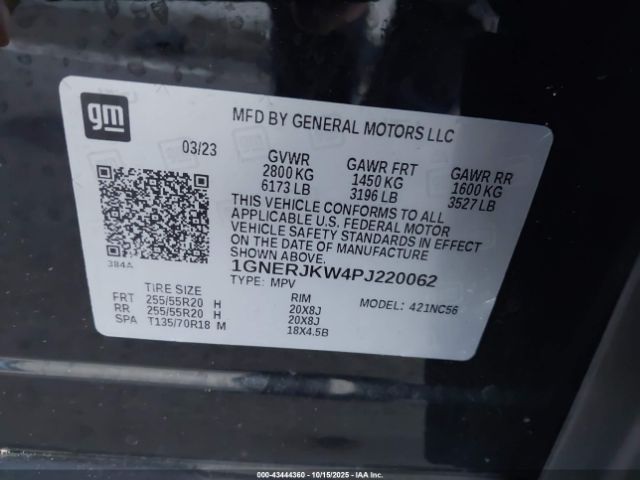 gm
MFD BY GENERAL MOTORS LLC
03/23
GVWR GAWR FRT GAWR RR
2800 KG 1450 KG 1600 KG
6173 LB 3196 LB 3527 LB
THIS VEHICLE CONFORMS TO ALL
APPLICABLE U.S. FEDERAL MOTOR
VEHICLE SAFETY STANDARDS IN EFFECT
ON THE DATE OF MANUFACTURE
SHOWN ABOVE.
384A
1GNERJKW4PJ220062
TYPE: MPV
MODEL: 421NC56
TIRE SIZE RIM
FRT 255/55R20 H 20X8J
RR 255/55R20 H 20X8J
SPA T135/70R18 M 18X4.5B
© 2000-43444360 - 10/15/2025 - IAA, Inc.